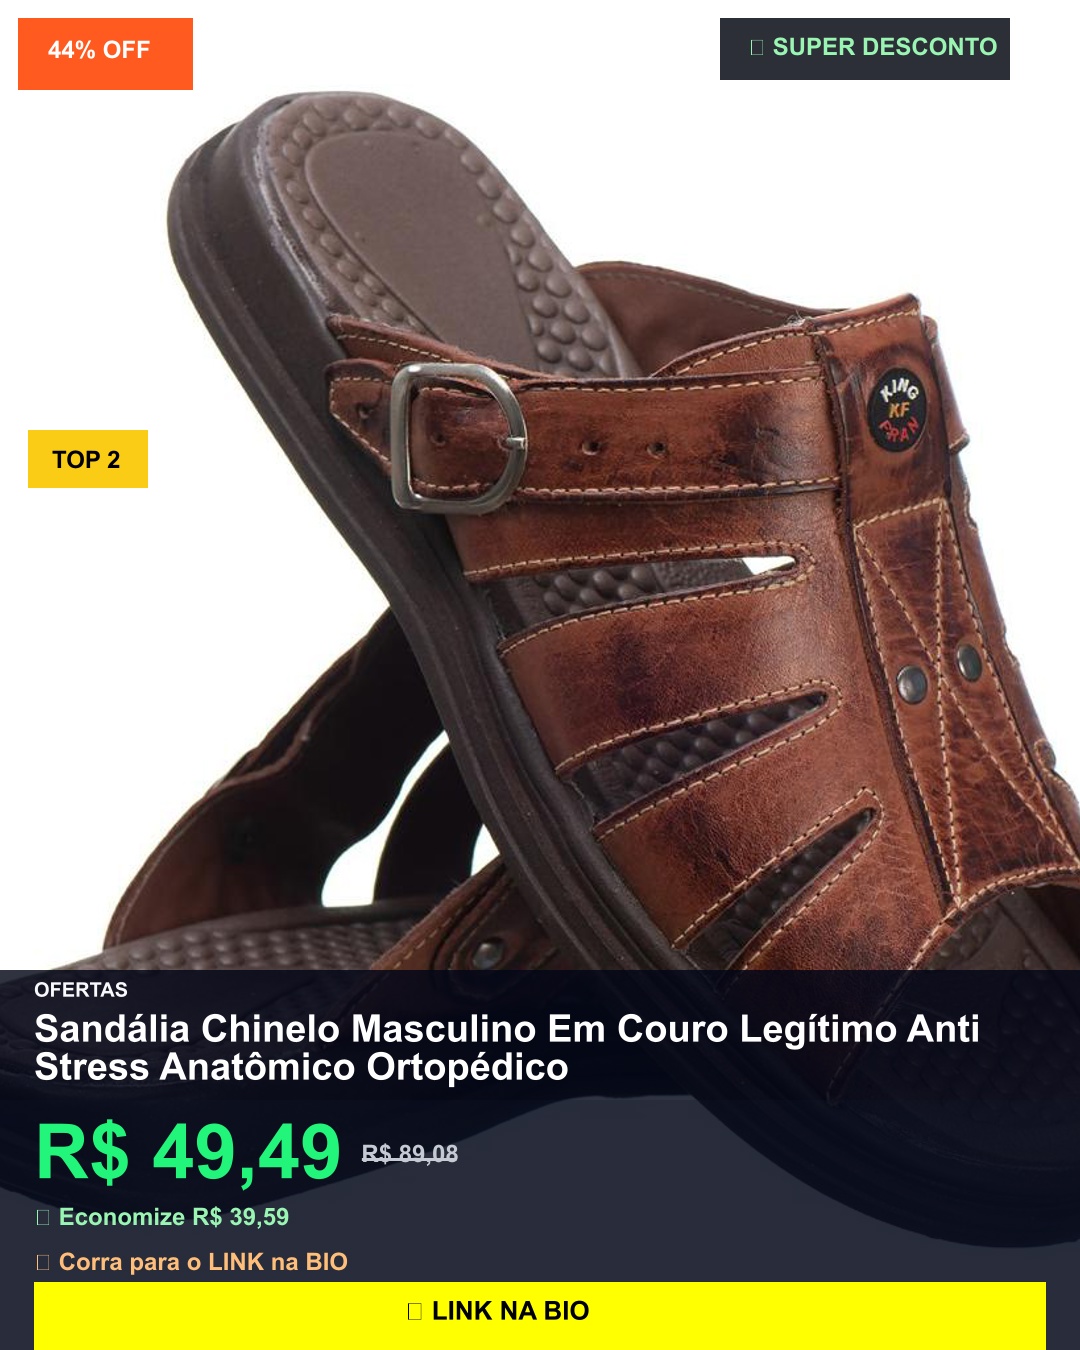 44% OFF
SUPER DESCONTO
KING
KF
FRAN
TOP 2
OFERTAS
Sandália Chinelo Masculino Em Couro Legítimo Anti
Stress Anatômico Ortopédico
R$ 49,49 R$ 89,08
Economize R$ 39,59
Corra para o LINK na BIO
LINK NA BIO